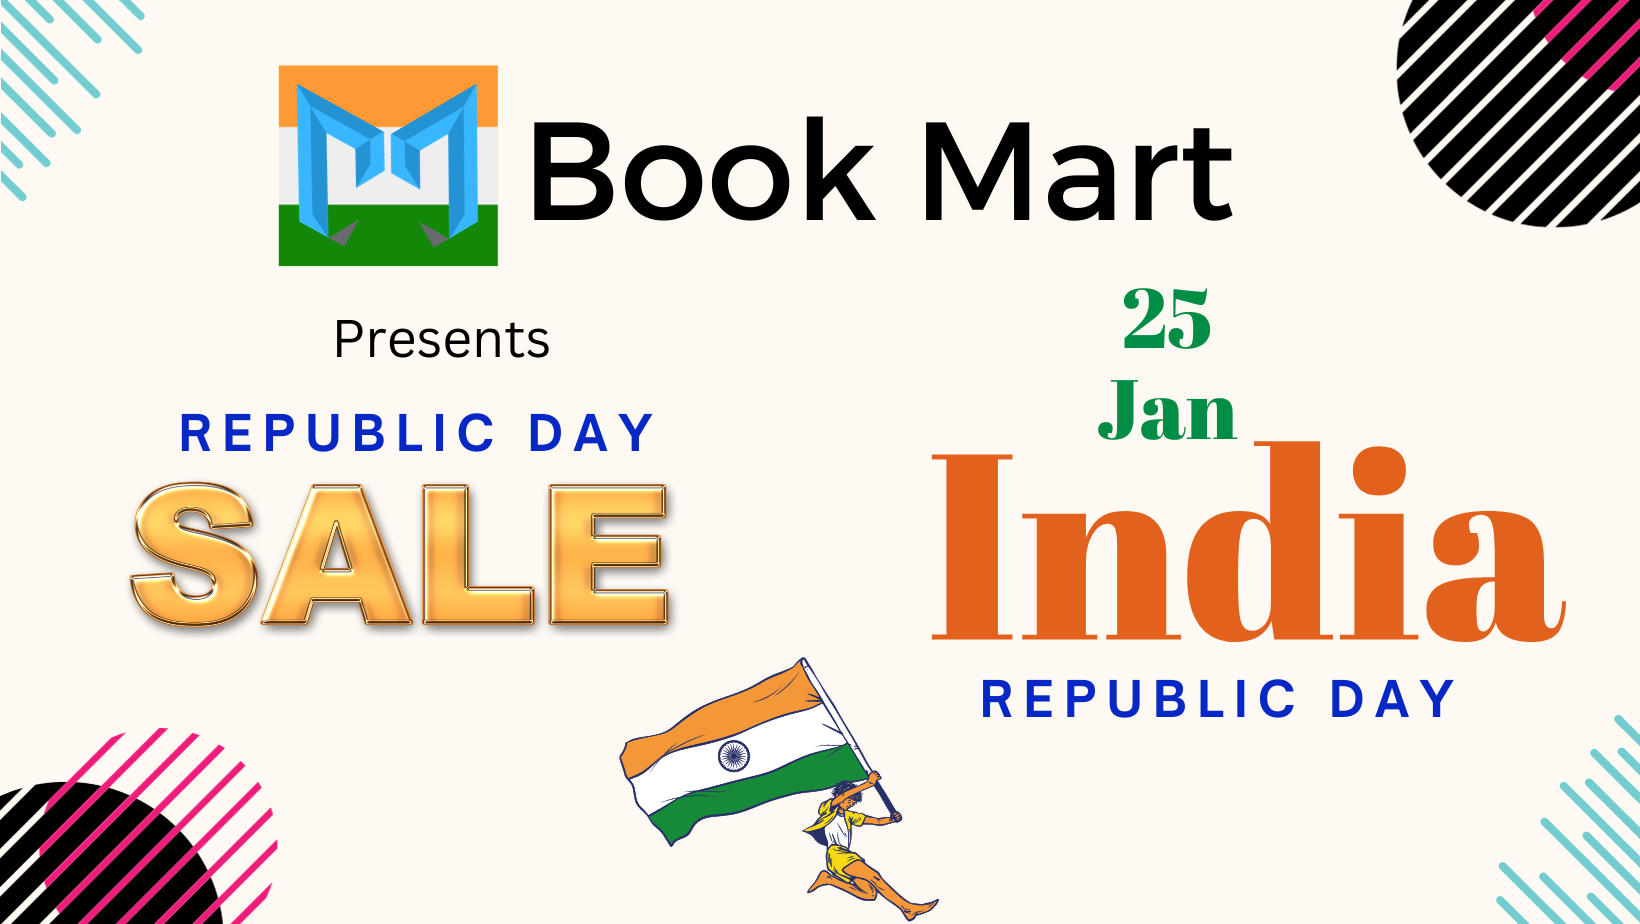 Book Mart
Presents
REPUBLIC DAY
SALE
25
Jan
India
REPUBLIC DAY